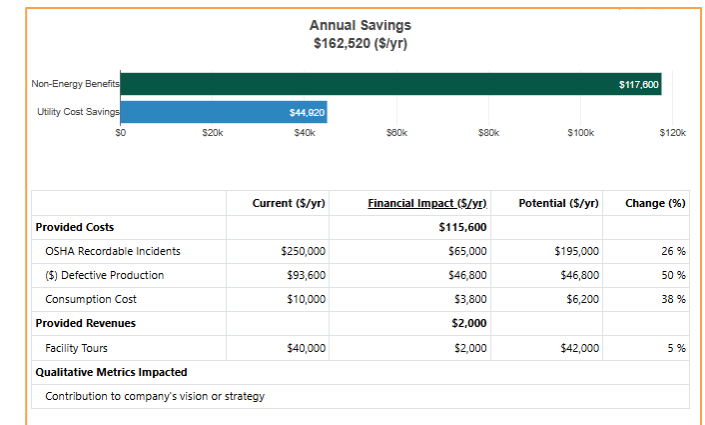 Annual Savings
$162,520 ($/yr)
Non-Energy Benefits $117,600
Utility Cost Savings $44,920
$0 $20k $40k $60k $80k $100k $120k
Current ($/yr) Financial Impact ($/yr) Potential ($/yr) Change (%)
Provided Costs $115,600
OSHA Recordable Incidents $250,000 $65,000 $195,000 26 %
($) Defective Production $93,600 $46,800 $46,800 50 %
Consumption Cost $10,000 $3,800 $6,200 38 %
Provided Revenues $2,000
Facility Tours $40,000 $2,000 $42,000 5 %
Qualitative Metrics Impacted
Contribution to company's vision or strategy